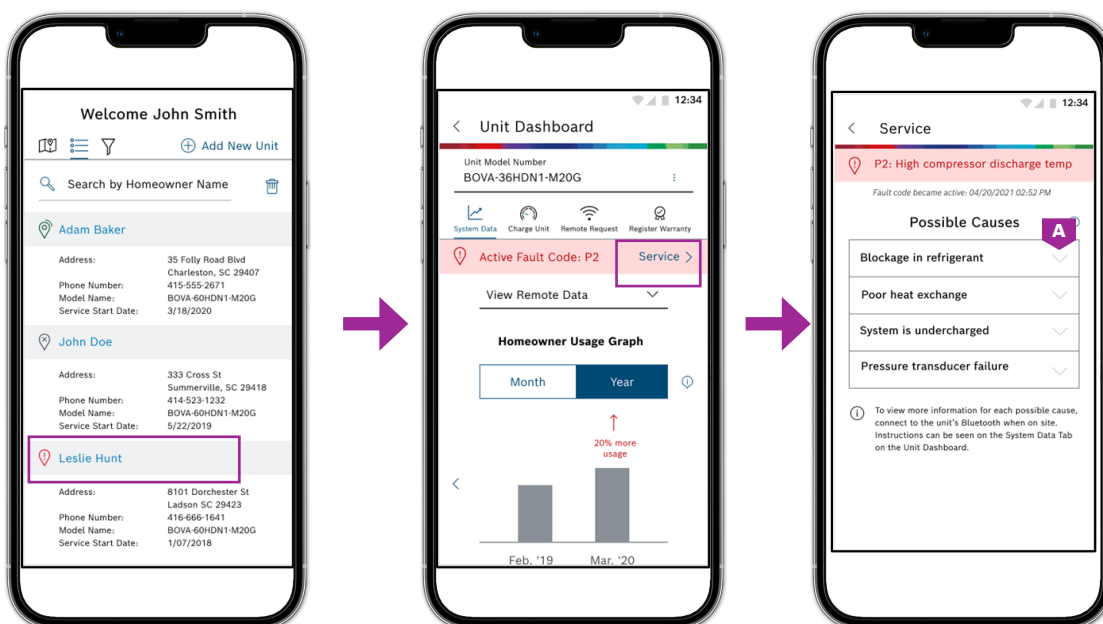 Welcome John Smith
Add New Unit
Search by Homeowner Name
Adam Baker
Address: 35 Folly Road Blvd
Charleston, SC 29407
Phone Number: 415-555-2671
Model Name: BOVA-60HDN1-M20G
Service Start Date: 3/18/2020
John Doe
Address: 333 Cross St
Summerville, SC 29418
Phone Number: 414-523-1232
Model Name: BOVA-60HDN1-M20G
Service Start Date: 5/22/2019
Leslie Hunt
Address: 8101 Dorchester St
Ladson SC 29423
Phone Number: 416-666-1641
Model Name: BOVA-60HDN1-M20G
Service Start Date: 1/07/2018
12:34
Unit Dashboard
Unit Model Number
BOVA-36HDN1-M20G
System Data Charge Unit Remote Request Register Warranty
Active Fault Code: P2 Service
View Remote Data
Homeowner Usage Graph
Month Year
20% more
usage
Feb. '19 Mar. '20
12:34
Service
P2: High compressor discharge temp
Fault code became active: 04/20/2021 02:52 PM
Possible Causes
A
Blockage in refrigerant
Poor heat exchange
System is undercharged
Pressure transducer failure
To view more information for each possible cause,
connect to the unit's Bluetooth when on site.
Instructions can be seen on the System Data Tab
on the Unit Dashboard.